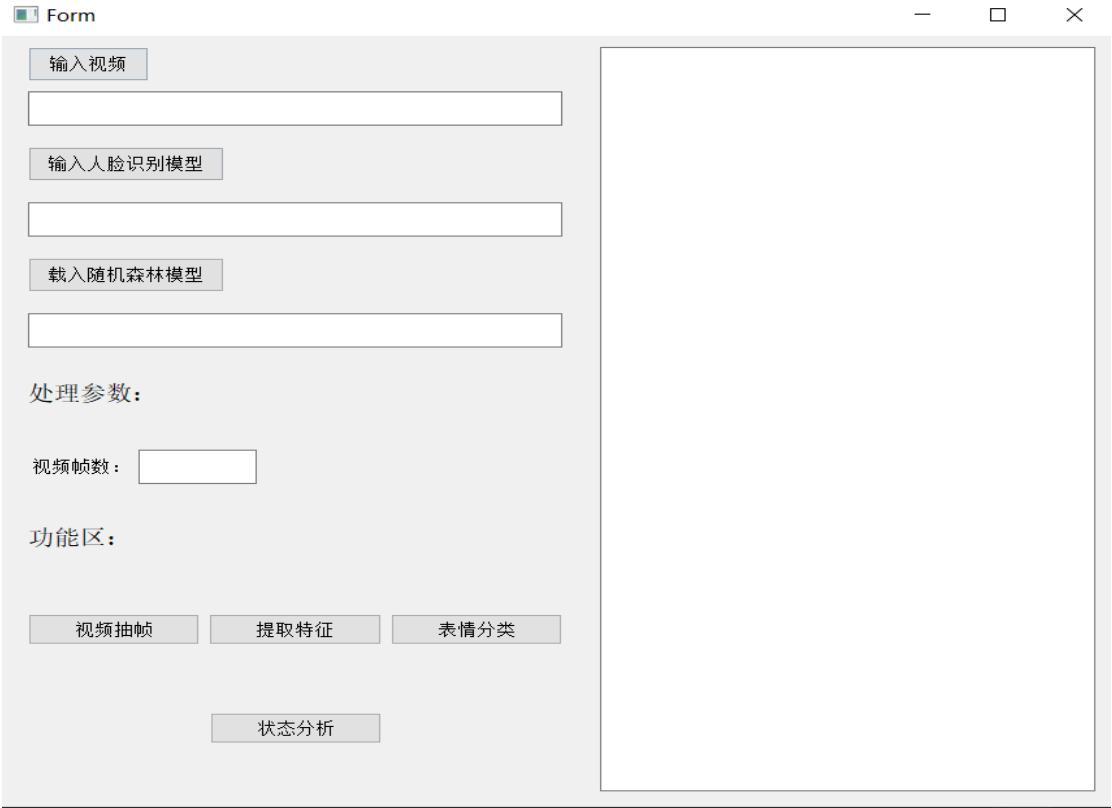 Form
输入视频
输入人脸识别模型
载入随机森林模型
处理参数：
视频帧数：
功能区：
视频抽帧 提取特征 表情分类
状态分析